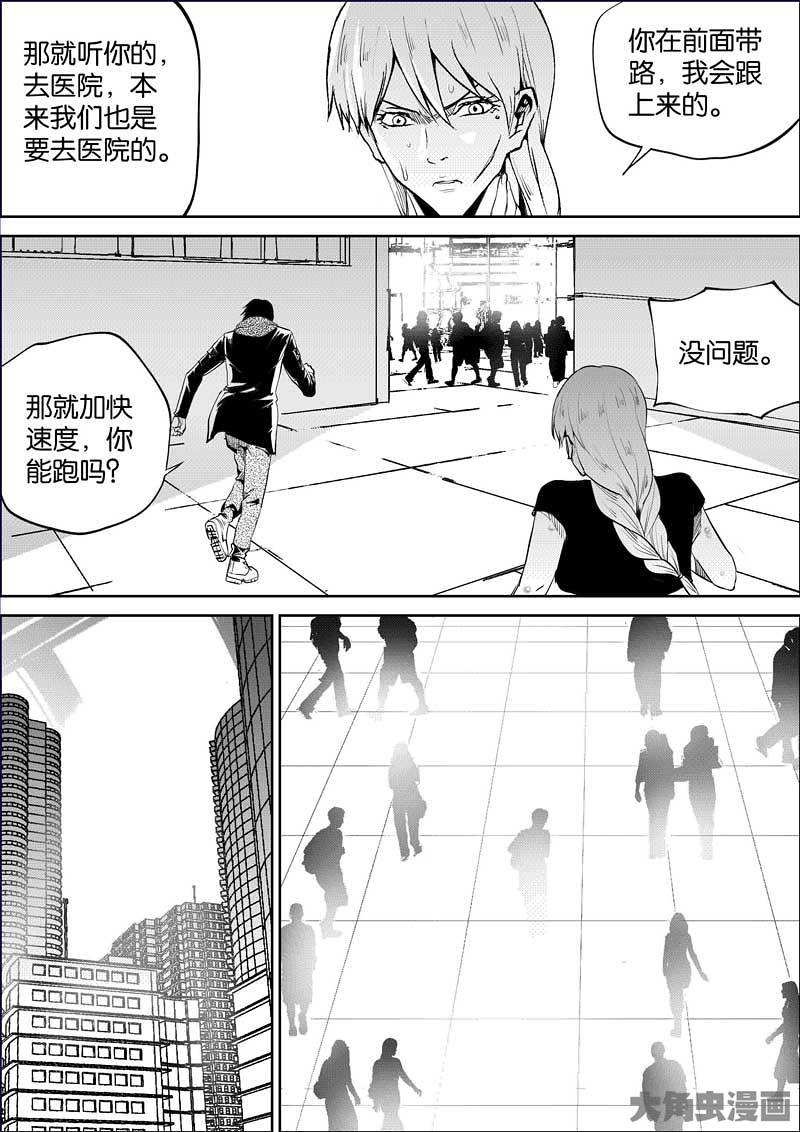 那就听你的，
去医院，本
来我们也是
要去医院的。
你在前面带
路，我会跟
上来的。
那就加快
速度，你
能跑吗？
没问题。
大角虫漫画